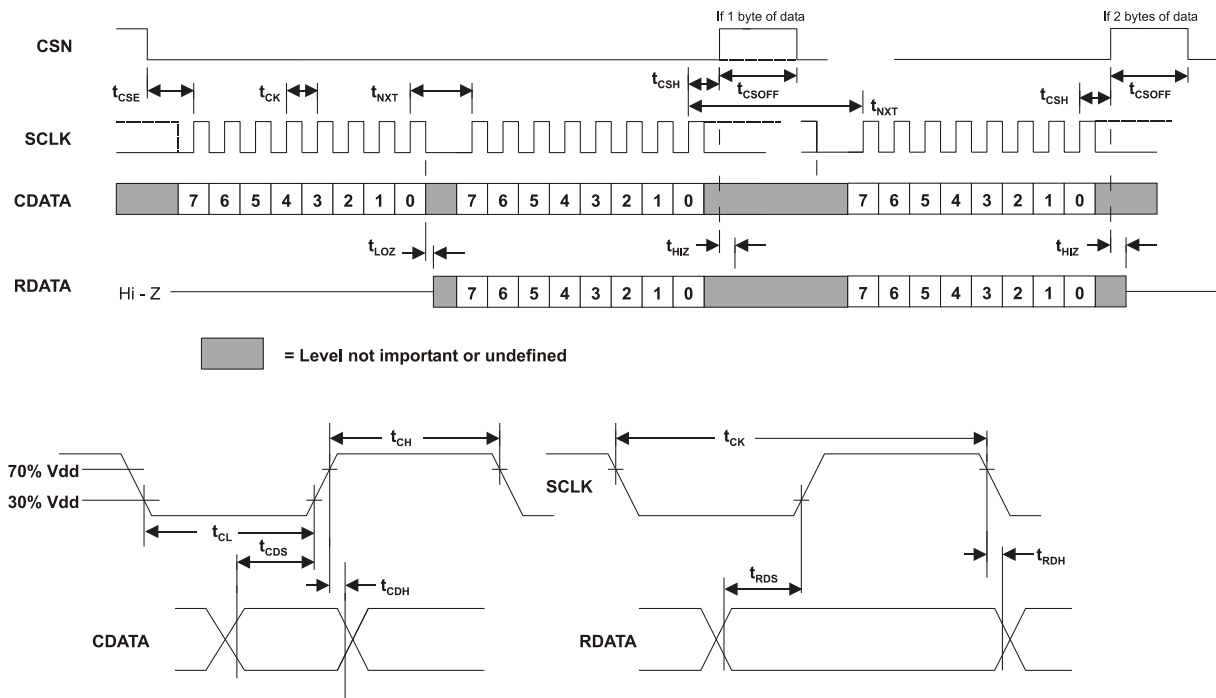 If 1 byte of data If 2 bytes of data
CSN
tCSH tCSOFF tCSH tCSOFF
tCSE tCK tNXT tNXT
SCLK
CDATA 7 6 5 4 3 2 1 0 7 6 5 4 3 2 1 0 7 6 5 4 3 2 1 0
tLOZ tHIZ tHIZ
RDATA Hi - Z 7 6 5 4 3 2 1 0 7 6 5 4 3 2 1 0
= Level not important or undefined
tCH tCK
70% Vdd SCLK
30% Vdd
tCL
tCDS tRDH
tCDH tRDS
CDATA RDATA